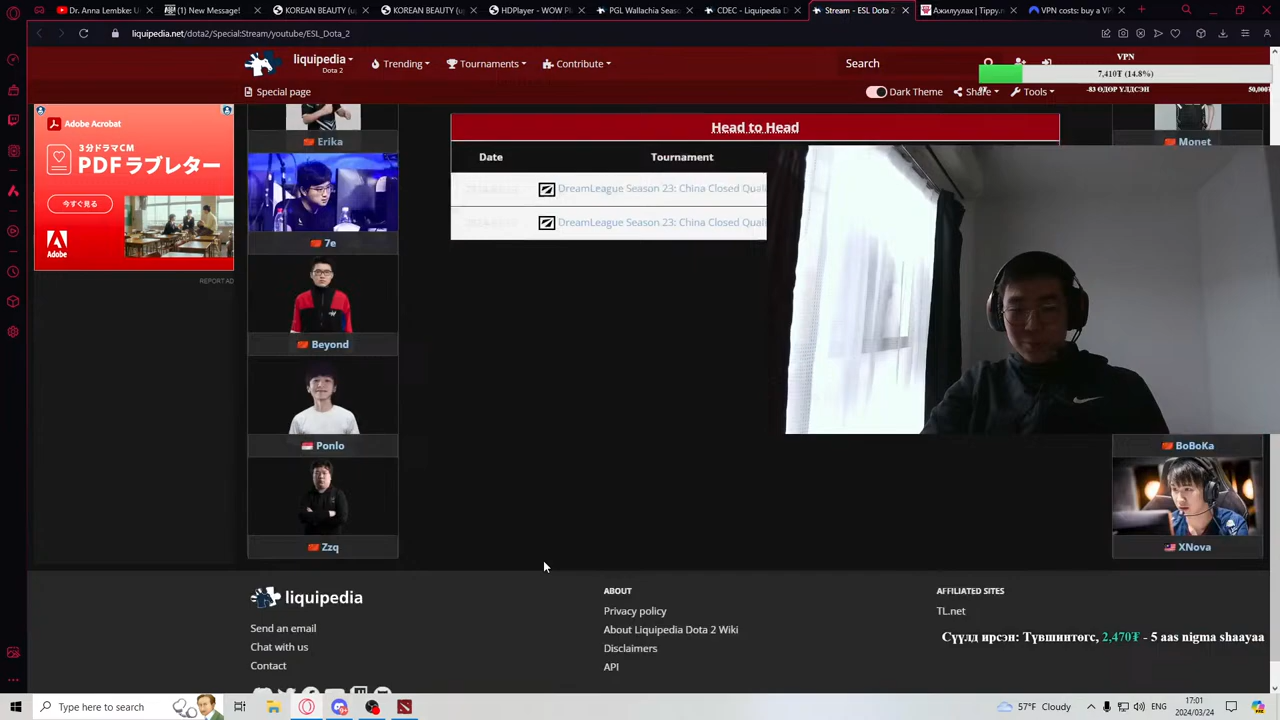 Dr. Anna Lembke: U
(1) New Message!
KOREAN BEAUTY (u
KOREAN BEAUTY (u
HDPlayer - WOW P
PGL Wallachia Seaso
CDEC - Liquipedia D
Stream - ESL Dota 2
Ажилуулах | Tippy.m
VPN costs: buy a VP
liquipedia.net/dota2/Special:Stream/youtube/ESL_Dota_2
liquipedia
Dota 2
Trending
Tournaments
Contribute
Search
VPN
7,410₮ (14.8%)
-83 ӨДӨР ҮЛДСЭН
Special page
Dark Theme
Share
Tools
Adobe Acrobat
3分ドラマCM
PDFラブレター
今すぐ見る
Adobe
REPORT AD
Head to Head
Date
Tournament
DreamLeague Season 23: China Closed Quali
DreamLeague Season 23: China Closed Quali
Erika
7e
Beyond
Ponlo
Zzq
Monet
BoBoKa
XNova
liquipedia
Send an email
Chat with us
Contact
ABOUT
Privacy policy
About Liquipedia Dota 2 Wiki
Disclaimers
API
AFFILIATED SITES
TL.net
Сүүлд ирсэн: Түвшинтөгс, 2,470₮ - 5 aas nigma shaayaa
Type here to search
57°F Cloudy
ENG
17:01
2024/03/24